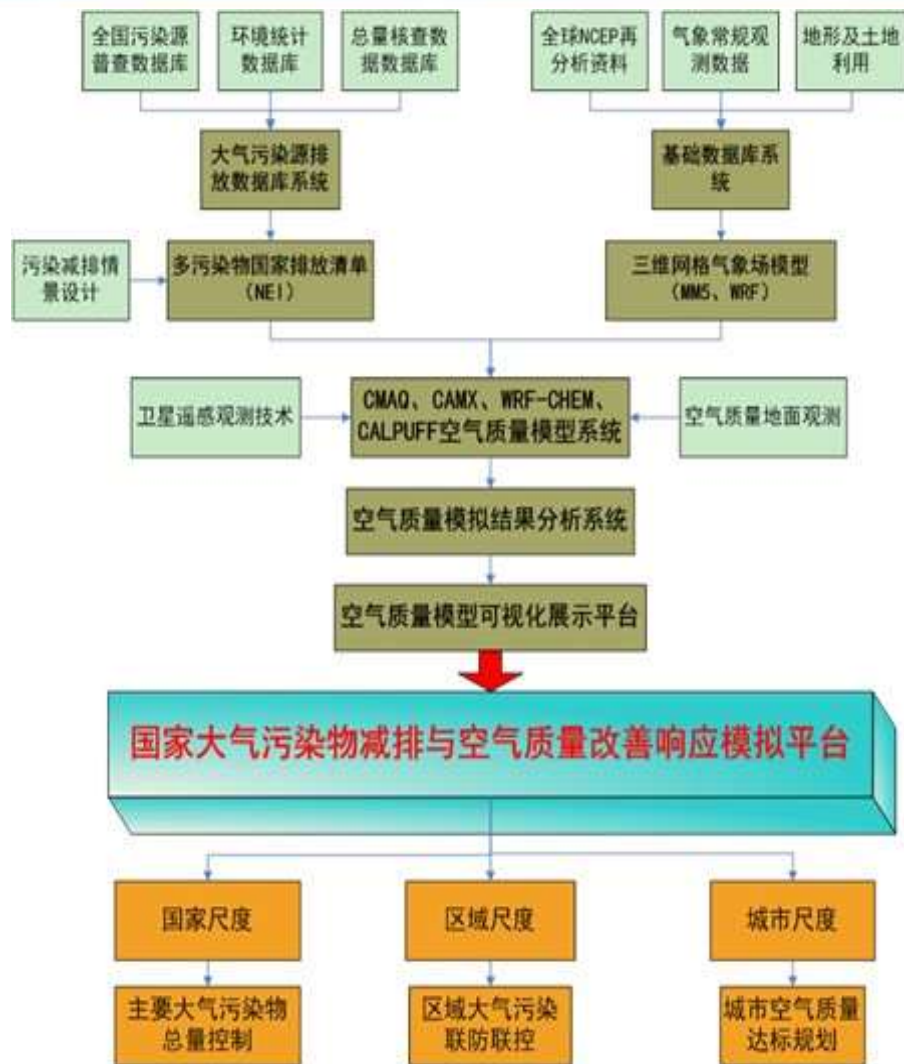 全国污染源
普查数据库
环境统计
数据库
总量核查数
据数据库
全球NCEP再
分析资料
气象常规观
测数据
地形及土地
利用
大气污染源排
放数据库系统
基础数据库系
统
污染减排情
景设计
多污染物国家排放清单
(NEI)
三维网格气象场模型
(MM5、WRF)
卫星遥感观测技术
CMAQ、CAMX、WRF-CHEM、
CALPUFF空气质量模型系统
空气质量地面观测
空气质量模拟结果分析系统
空气质量模型可视化展示平台
国家大气污染物减排与空气质量改善响应模拟平台
国家尺度
区域尺度
城市尺度
主要大气污染物
总量控制
区域大气污染
联防联控
城市空气质量
达标规划